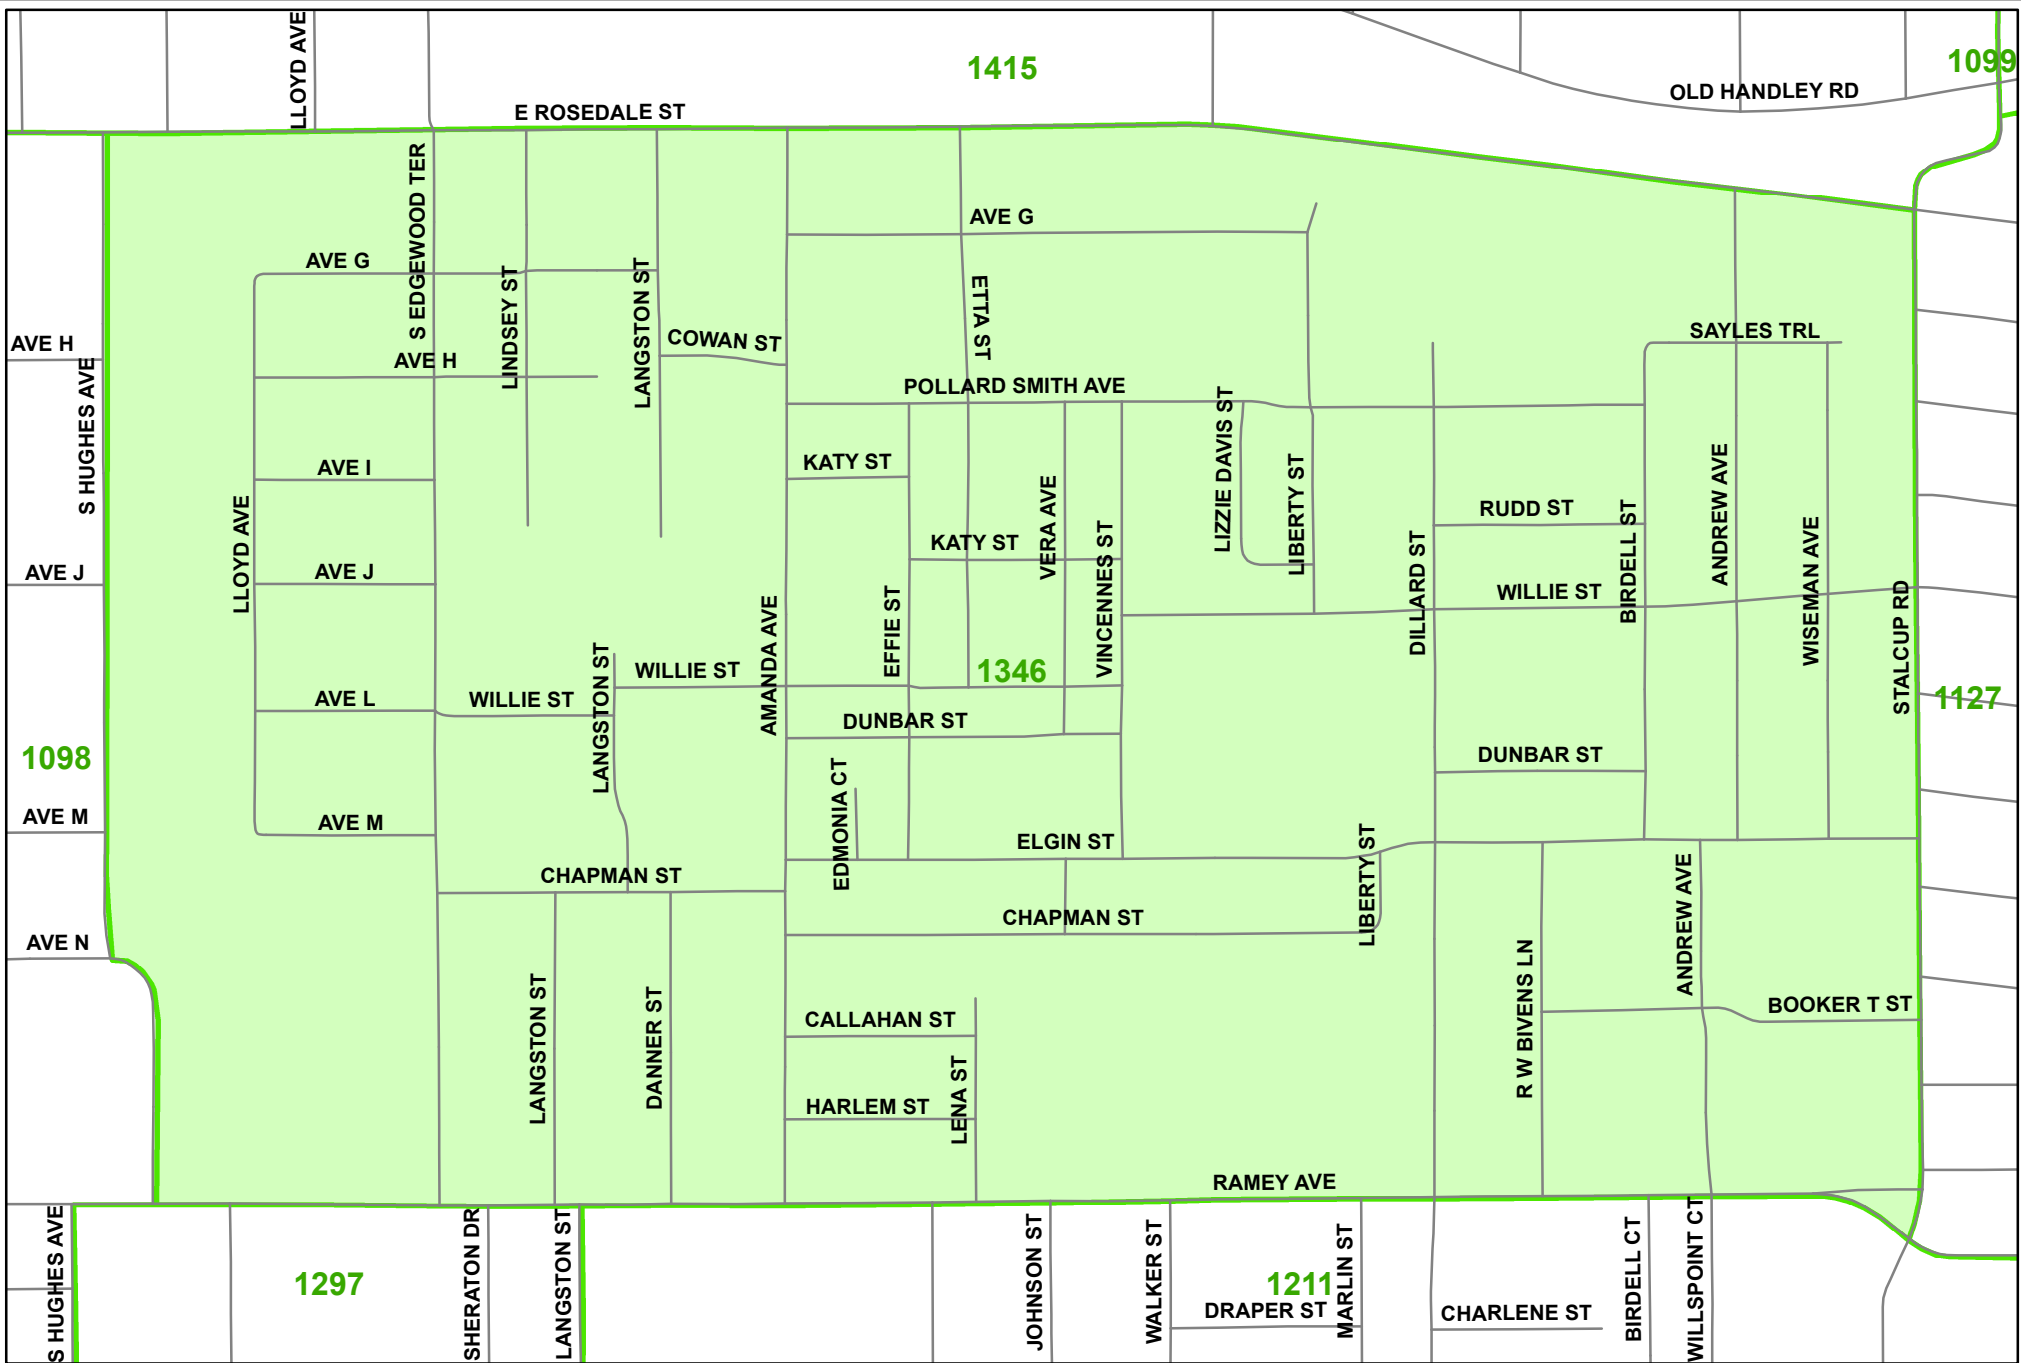 LLOYD AVE
1415
1099
OLD HANDLEY RD
E ROSEDALE ST
S EDGEWOOD TER
AVE G
AVE G
LINDSEY ST
LANGSTON ST
ETTA ST
COWAN ST
SAYLES TRL
AVE H
AVE H
S HUGHES AVE
POLLARD SMITH AVE
LIZZIE DAVIS ST
LIBERTY ST
KATY ST
AVE I
VERA AVE
RUDD ST
BIRDELL ST
ANDREW AVE
LLOYD AVE
KATY ST
VINCENNES ST
DILLARD ST
WISEMAN AVE
AVE J
AVE J
WILLIE ST
STALCUP RD
AMANDA AVE
EFFIE ST
LANGSTON ST
WILLIE ST
1346
AVE L
WILLIE ST
1127
DUNBAR ST
1098
DUNBAR ST
EDMONIA CT
AVE M
AVE M
ELGIN ST
LIBERTY ST
CHAPMAN ST
ANDREW AVE
CHAPMAN ST
AVE N
R W BIVENS LN
LANGSTON ST
DANNER ST
BOOKER T ST
CALLAHAN ST
LENA ST
HARLEM ST
RAMEY AVE
S HUGHES AVE
SHERATON DR
LANGSTON ST
JOHNSON ST
WALKER ST
MARLIN ST
BIRDELL CT
WILLSPOINT CT
1297
1211
DRAPER ST
CHARLENE ST